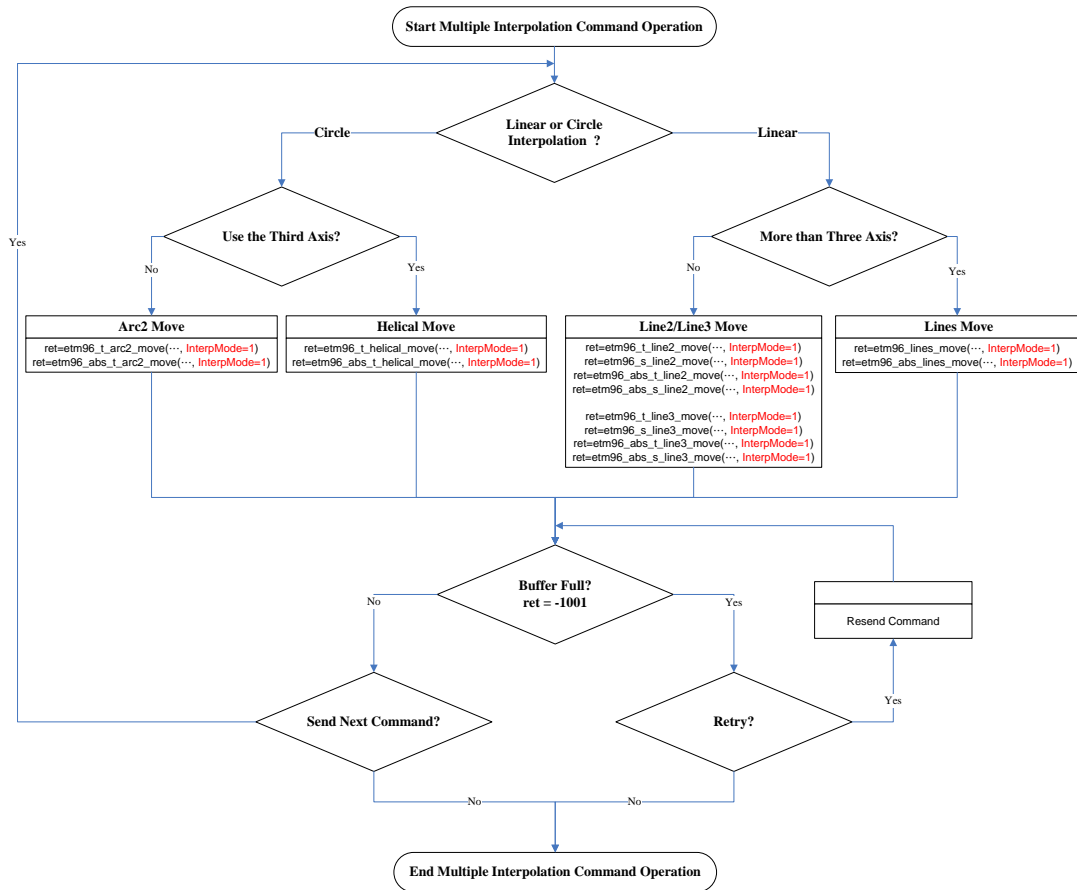 Start Multiple Interpolation Command Operation
Linear or Circle
Interpolation ?
Circle
Linear
Use the Third Axis?
More than Three Axis?
Yes
No
Yes
No
Yes
Arc2 Move
ret=etm96_t_arc2_move(⋯, InterpMode=1)
ret=etm96_abs_t_arc2_move(⋯, InterpMode=1)
Helical Move
ret=etm96_t_helical_move(⋯, InterpMode=1)
ret=etm96_abs_t_helical_move(⋯, InterpMode=1)
Line2/Line3 Move
ret=etm96_t_line2_move(⋯, InterpMode=1)
ret=etm96_s_line2_move(⋯, InterpMode=1)
ret=etm96_abs_t_line2_move(⋯, InterpMode=1)
ret=etm96_abs_s_line2_move(⋯, InterpMode=1)
ret=etm96_t_line3_move(⋯, InterpMode=1)
ret=etm96_s_line3_move(⋯, InterpMode=1)
ret=etm96_abs_t_line3_move(⋯, InterpMode=1)
ret=etm96_abs_s_line3_move(⋯, InterpMode=1)
Lines Move
ret=etm96_lines_move(⋯, InterpMode=1)
ret=etm96_abs_lines_move(⋯, InterpMode=1)
Buffer Full?
ret = -1001
No
Yes
Resend Command
Send Next Command?
Retry?
Yes
No
No
End Multiple Interpolation Command Operation